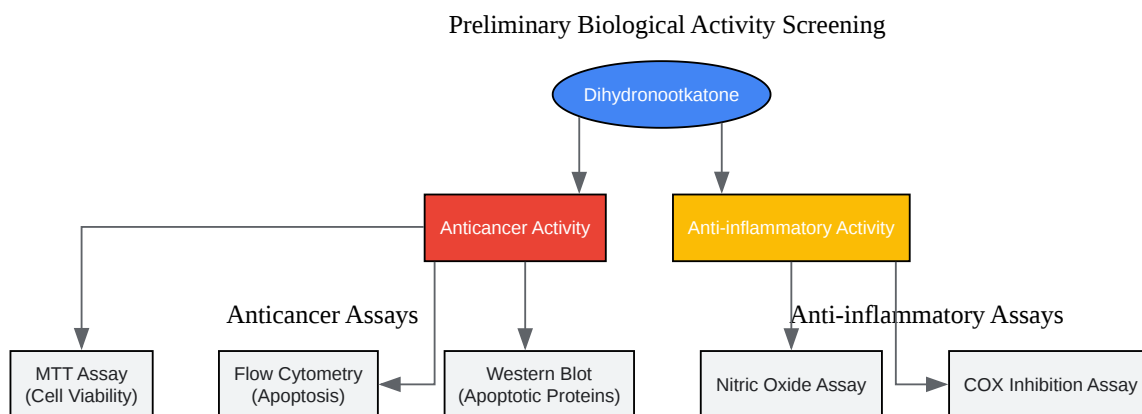 Preliminary Biological Activity Screening
Dihydronootkatone
Anticancer Activity
Anti-inflammatory Activity
Anticancer Assays
Anti-inflammatory Assays
MTT Assay
(Cell Viability)
Flow Cytometry
(Apoptosis)
Western Blot
(Apoptotic Proteins)
Nitric Oxide Assay
COX Inhibition Assay